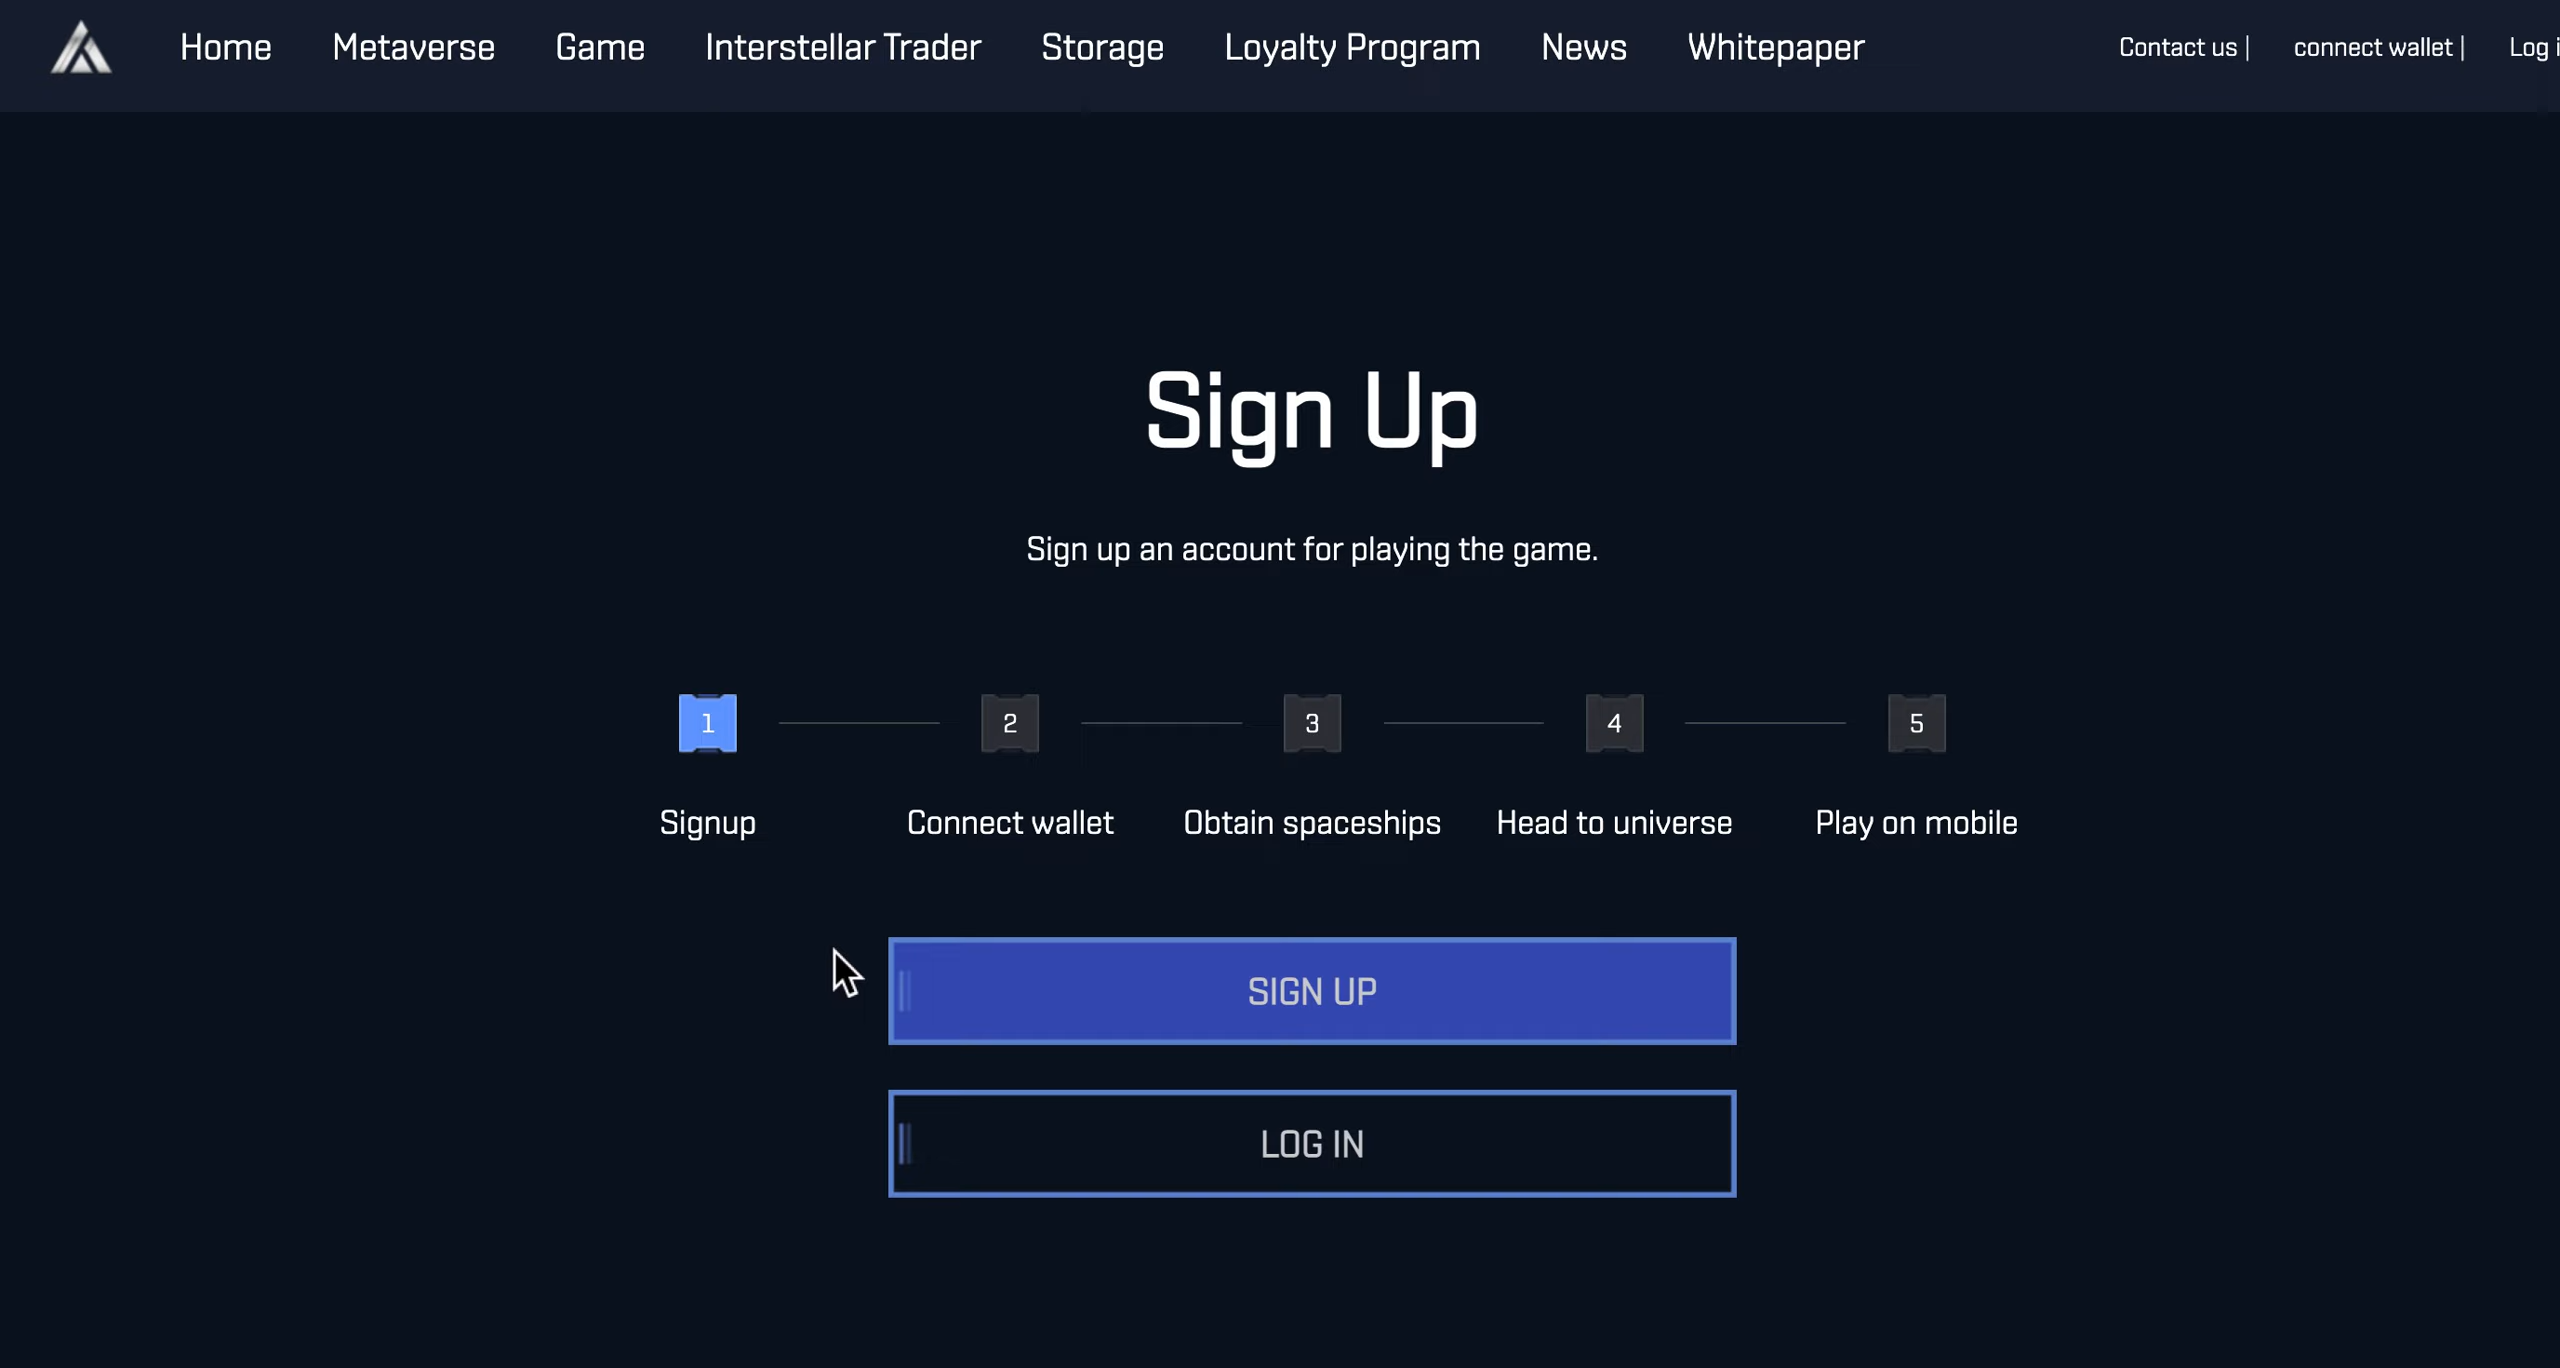 Home Metaverse Game Interstellar Trader Storage Loyalty Program News Whitepaper Contact us | connect wallet | Log i
Sign Up
Sign up an account for playing the game.
1 2 3 4 5
Signup Connect wallet Obtain spaceships Head to universe Play on mobile
SIGN UP
LOG IN